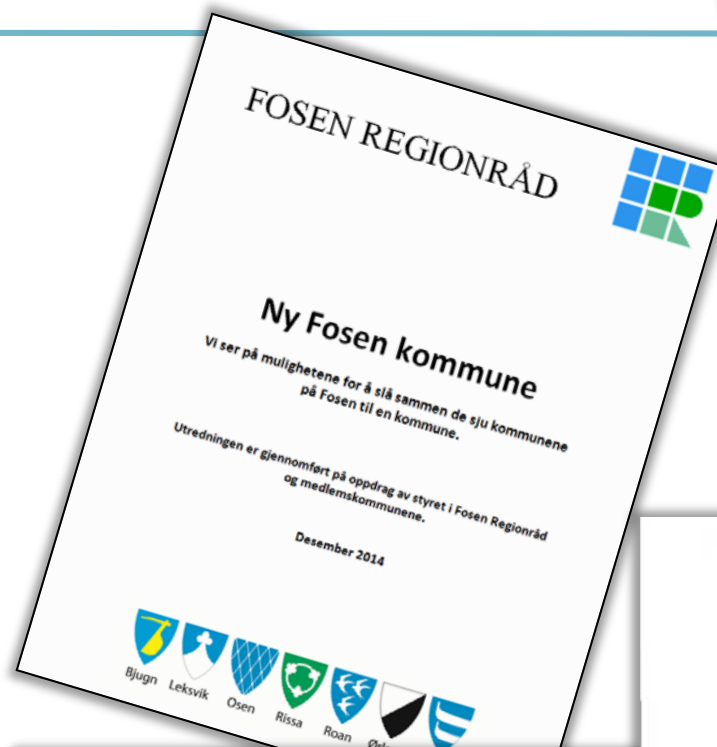 FOSEN REGIONRÅD
Ny Fosen kommune
Vi ser på mulighetene for å slå sammen de sju kommunene
på Fosen til en kommune.
Utredningen er gjennomført på oppdrag av styret i Fosen Regionråd
og medlemskommunene.
Desember 2014
Bjugn Leksvik Osen Rissa Roan